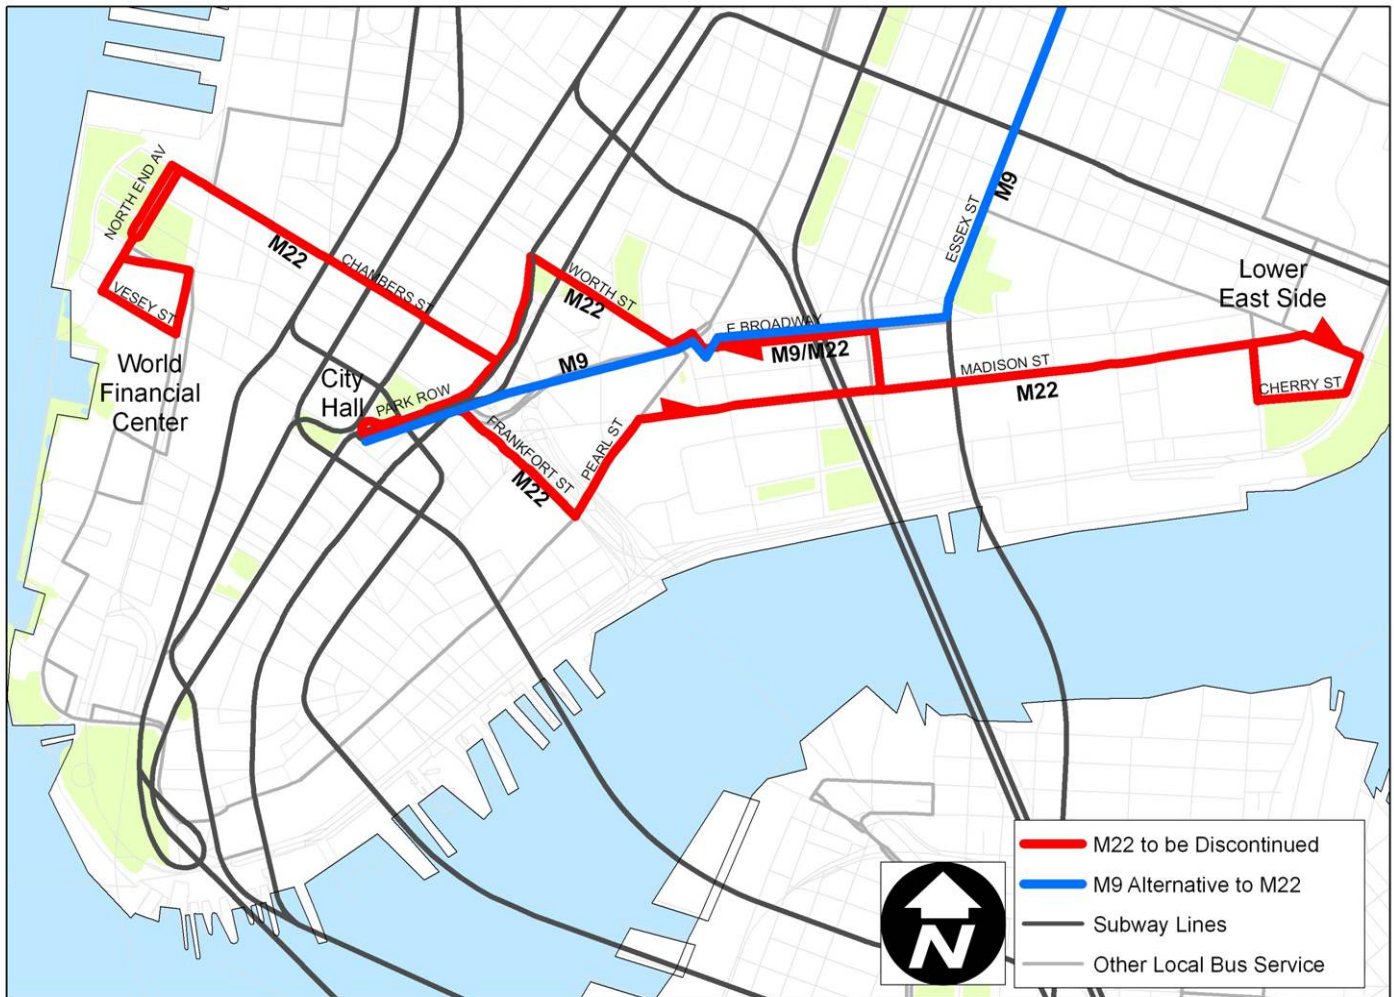 NORTH END AV
M22
CHAMBERS ST
VESEY ST
World
Financial
Center
City
Hall
PARK ROW
M9
WORTH ST
M22
FRANKFORT ST
M22
PEARL ST
E BROADWAY
M9/M22
ESSEX ST
M9
MADISON ST
M22
Lower
East Side
CHERRY ST
M22 to be Discontinued
M9 Alternative to M22
Subway Lines
Other Local Bus Service
N